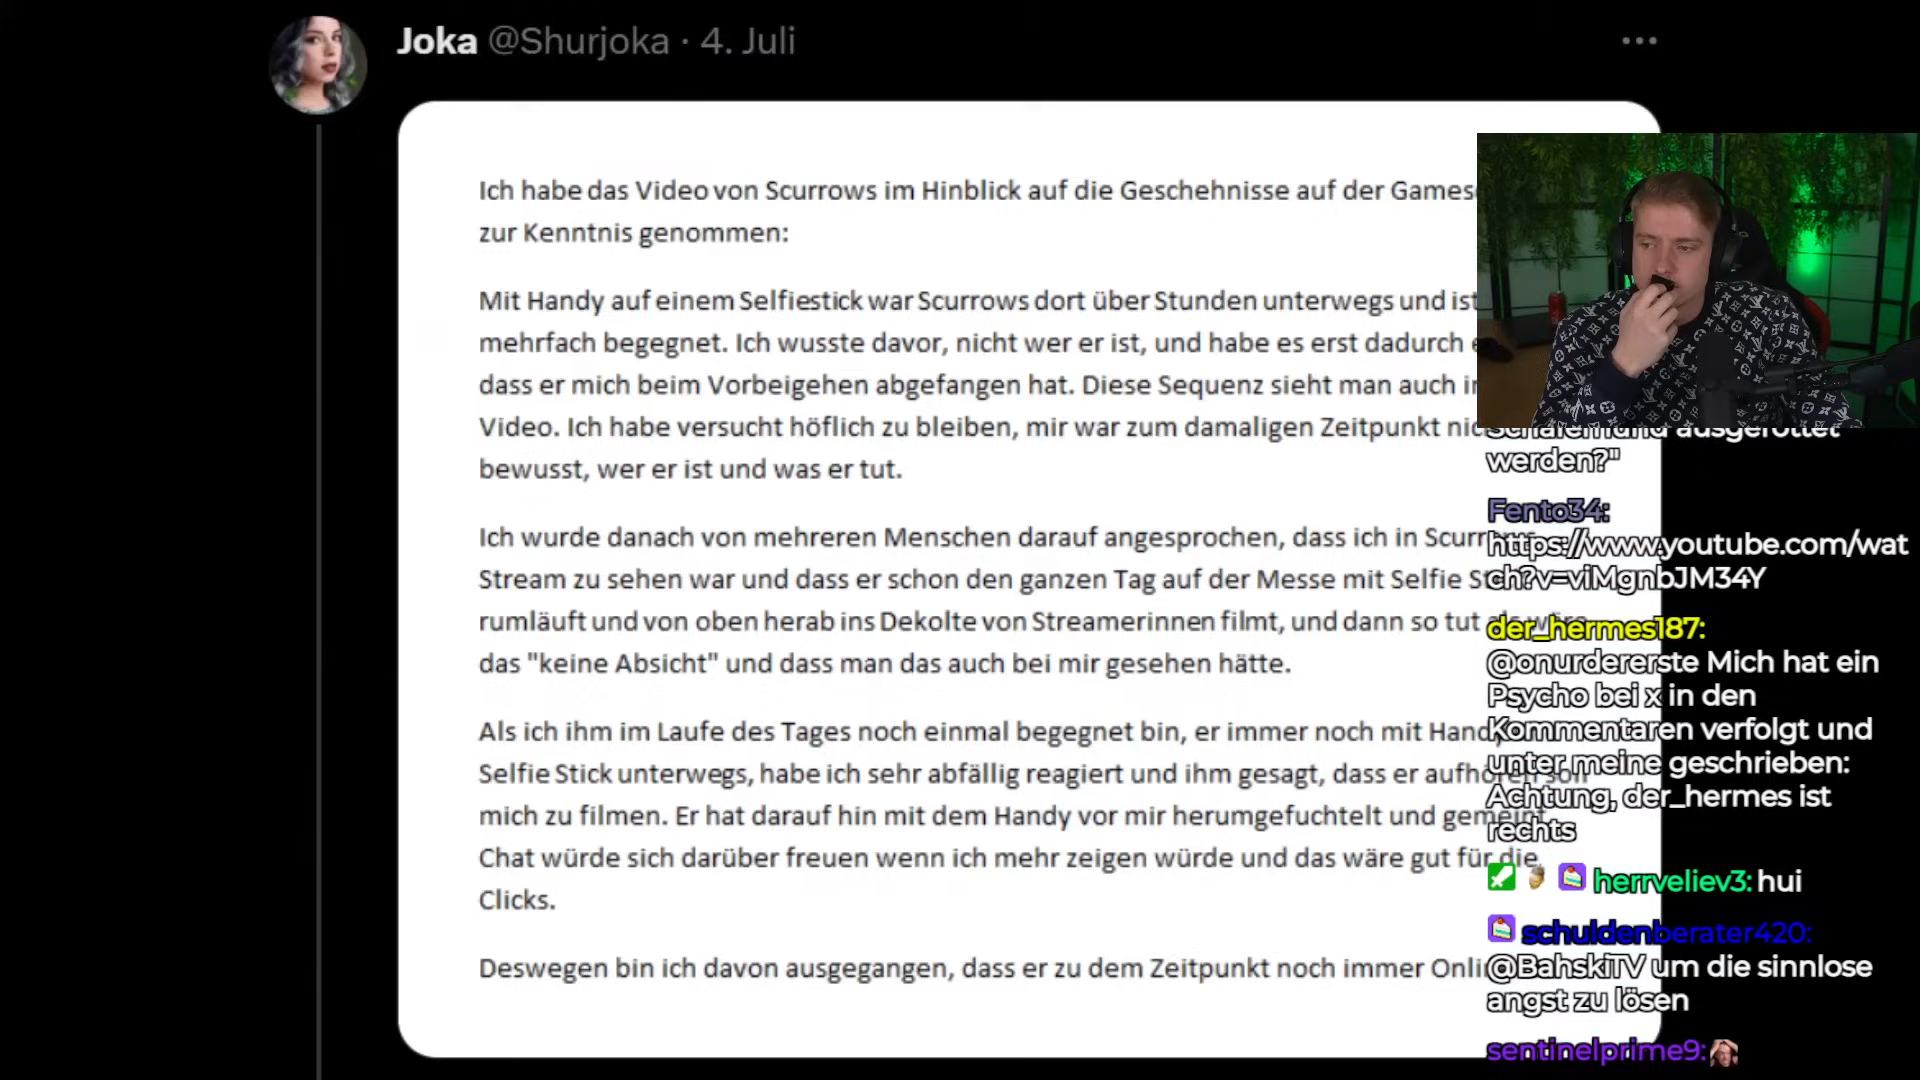 Joka @Shurjoka · 4. Juli
Ich habe das Video von Scurrows im Hinblick auf die Geschehnisse auf der
zur Kenntnis genommen:
Mit Handy auf einem Selfiestick war Scurrows dort über Stunden unterwegs und ist
mehrfach begegnet. Ich wusste davor, nicht wer er ist, und habe es erst dadurch
dass er mich beim Vorbeigehen abgefangen hat. Diese Sequenz sieht man auch
Video. Ich habe versucht höflich zu bleiben, mir war zum damaligen Zeitpunkt
bewusst, wer er ist und was er tut.
Ich wurde danach von mehreren Menschen darauf angesprochen, dass ich in
Stream zu sehen war und dass er schon den ganzen Tag auf der Messe mit Selfie
rumläuft und von oben herab ins Dekolte von Streamerinnen filmt, und dann so tut
das "keine Absicht" und dass man das auch bei mir gesehen hätte.
Als ich ihm im Laufe des Tages noch einmal begegnet bin, er immer noch mit
Selfie Stick unterwegs, habe ich sehr abfällig reagiert und ihm gesagt, dass er aufhören soll
mich zu filmen. Er hat darauf hin mit dem Handy vor mir herumgefuchtelt und gemeint
Chat würde sich darüber freuen wenn ich mehr zeigen würde und das wäre gut für die
Clicks.
Deswegen bin ich davon ausgegangen, dass er zu dem Zeitpunkt noch immer
ausgerottet
werden?"
Fento34:
https://www.youtube.com/wat
ch?v=viMgnbJM34Y
der_hermes187:
@onurdererste Mich hat ein
Psycho bei x in den
Kommentaren verfolgt und
unter meine geschrieben:
Achtung, der_hermes ist
rechts
herrveliev3: hui
schuldenberater420:
@BahskiTV um die sinnlose
angst zu lösen
sentinelprime9: